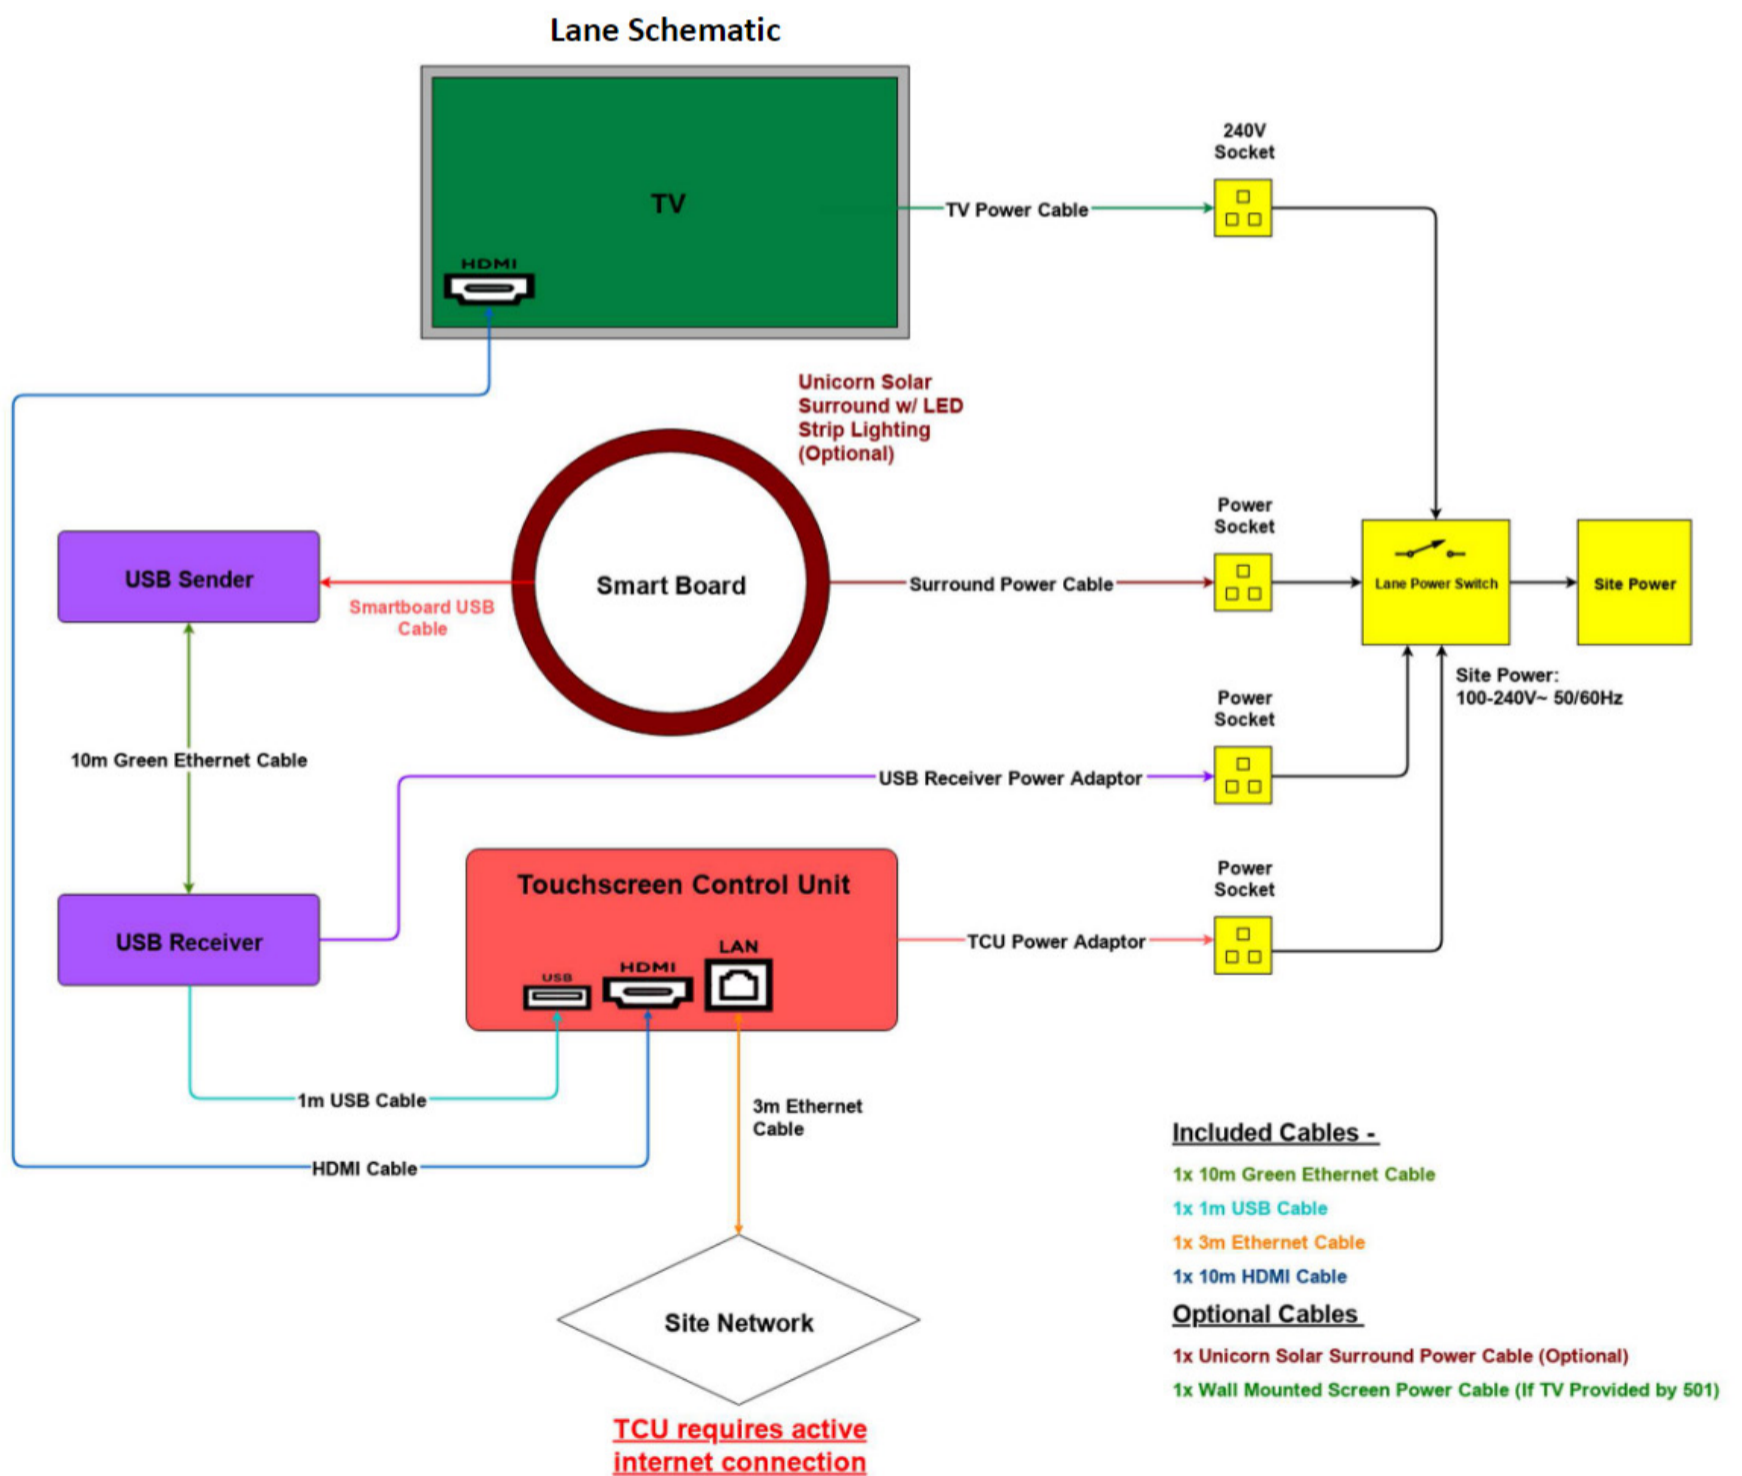 Lane Schematic
TV
HDMI
TV Power Cable
240V
Socket
Unicorn Solar
Surround w/ LED
Strip Lighting
(Optional)
USB Sender
Smartboard USB
Cable
Smart Board
Surround Power Cable
Power
Socket
Lane Power Switch
Site Power
Site Power:
100-240V~ 50/60Hz
10m Green Ethernet Cable
USB Receiver Power Adaptor
Power
Socket
USB Receiver
Touchscreen Control Unit
USB
HDMI
LAN
TCU Power Adaptor
Power
Socket
1m USB Cable
HDMI Cable
3m Ethernet
Cable
Site Network
TCU requires active
internet connection
Included Cables -
1x 10m Green Ethernet Cable
1x 1m USB Cable
1x 3m Ethernet Cable
1x 10m HDMI Cable
Optional Cables
1x Unicorn Solar Surround Power Cable (Optional)
1x Wall Mounted Screen Power Cable (If TV Provided by 501)